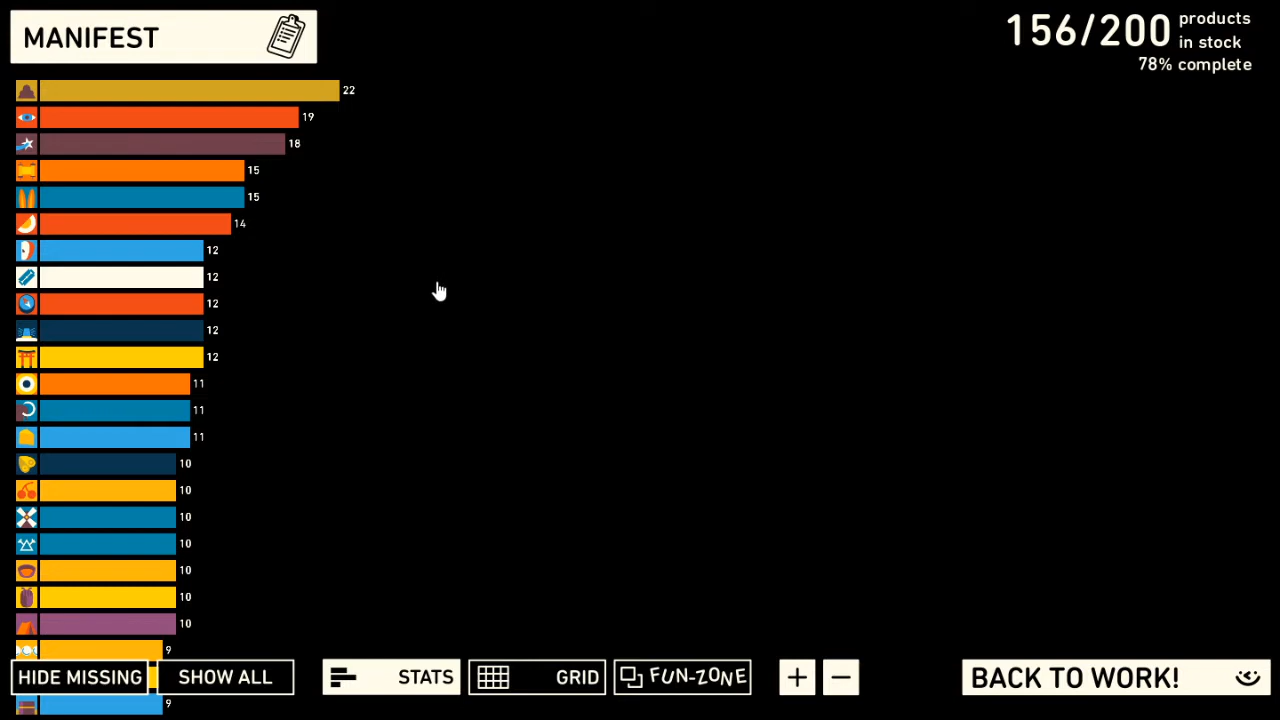 MANIFEST
156/200 products
in stock
78% complete
22
19
18
15
15
14
12
12
12
12
12
11
11
11
10
10
10
10
10
10
10
9
HIDE MISSING
SHOW ALL
STATS
GRID
FUN-ZONE
+
−
BACK TO WORK!
9